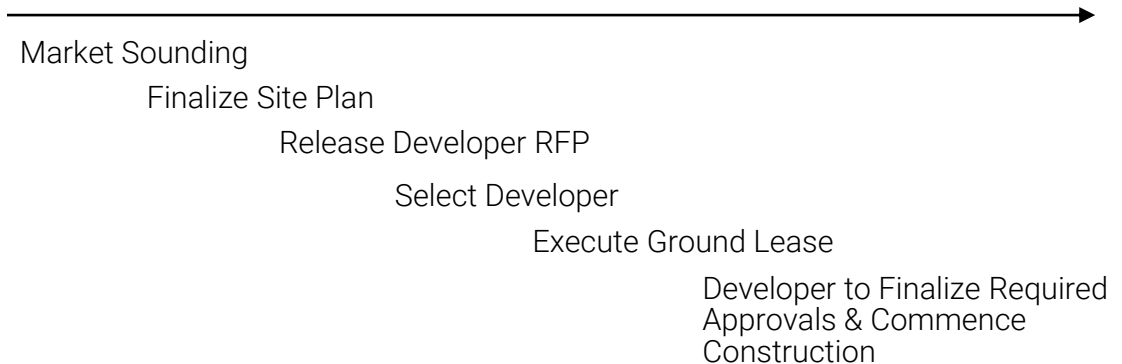 Market Sounding
Finalize Site Plan
Release Developer RFP
Select Developer
Execute Ground Lease
Developer to Finalize Required
Approvals & Commence
Construction